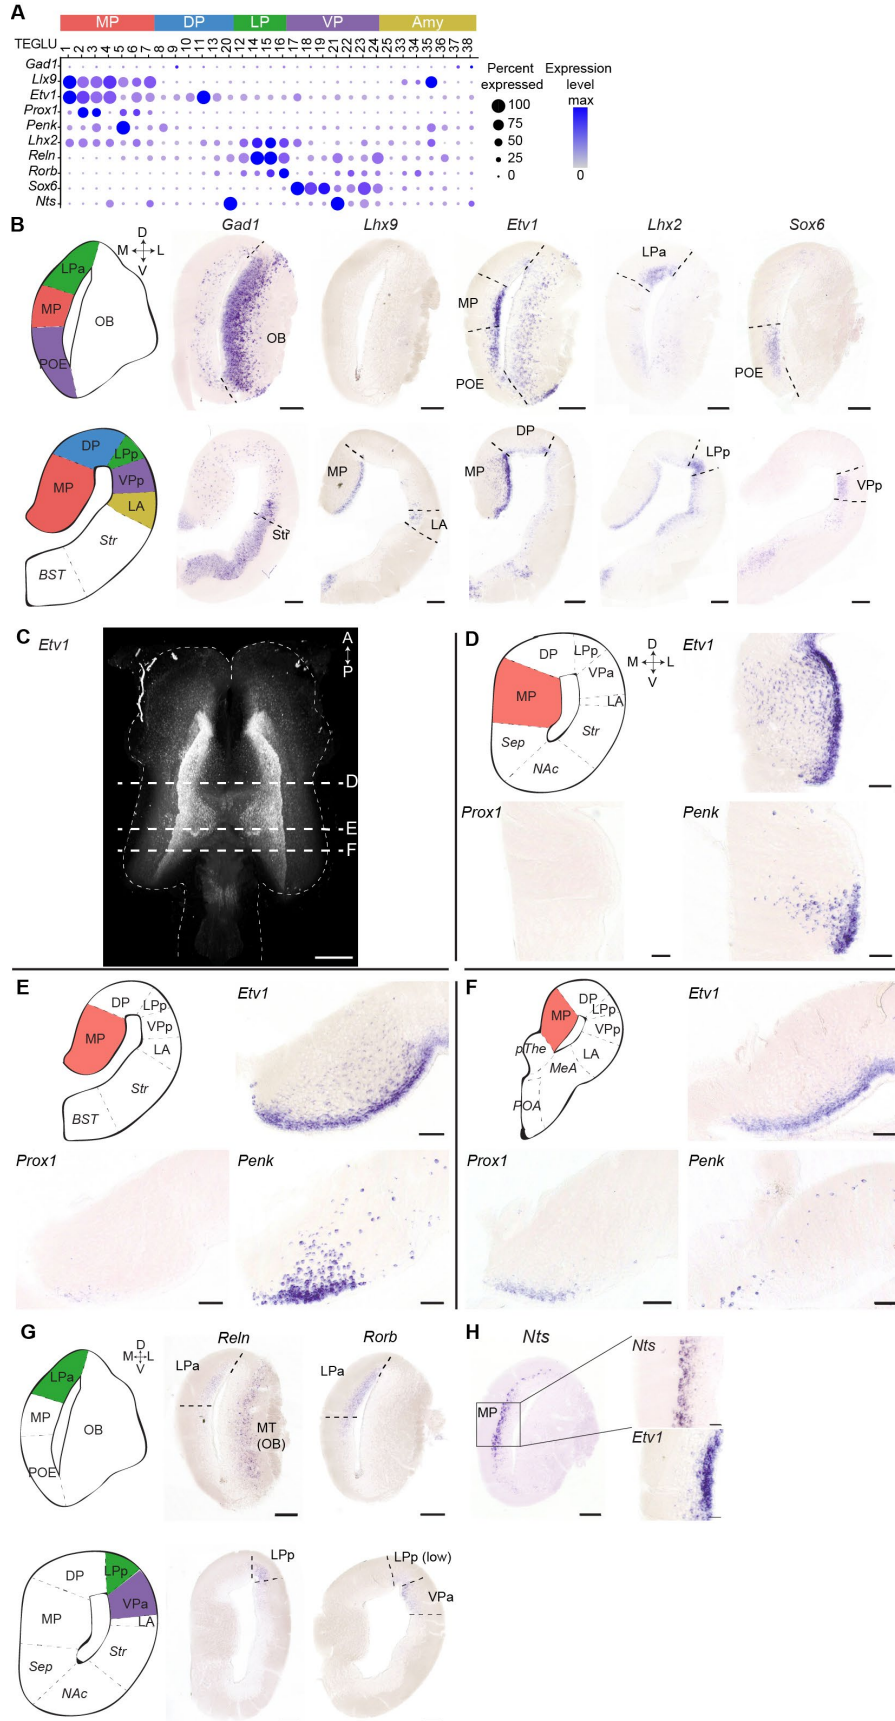 A
MP DP LP VP Amy
TEGLU 1 2 3 4 5 6 7 8 9 10 11 13 20 12 14 15 16 17 18 19 21 22 23 24 25 33 34 35 36 37 38
Gad1
Llx9
Etv1
Prox1
Penk
Lhx2
Reln
Rorb
Sox6
Nts
Percent expressed
100
75
50
25
0
Expression level
max
0
B
D
M L
V
LPa
MP
POE
OB
Gad1 Lhx9 Etv1 Lhx2 Sox6
OB
MP
POE
LPa
POE
DP
LPp
VPp
LA
MP
Str
BST
Str
MP
LA
DP
MP
LPp
VPp
C
Etv1
A
P
D
E
F
D
DP LPp
VPa
MP
LA
Sep
Str
NAc
D
M L
V
Etv1
Prox1
Penk
E
DP LPp
VPp
MP
LA
Str
BST
Etv1
Prox1
Penk
F
DP
LPp
MP
VPp
pThe
LA
MeA
POA
Etv1
Prox1
Penk
G
D
M L
V
LPa
MP
OB
POE
Reln
LPa
MT
(OB)
Rorb
LPa
DP
LPp
VPa
MP
LA
Str
Sep
NAc
LPp
LPp (low)
VPa
H
Nts
MP
Nts
Etv1